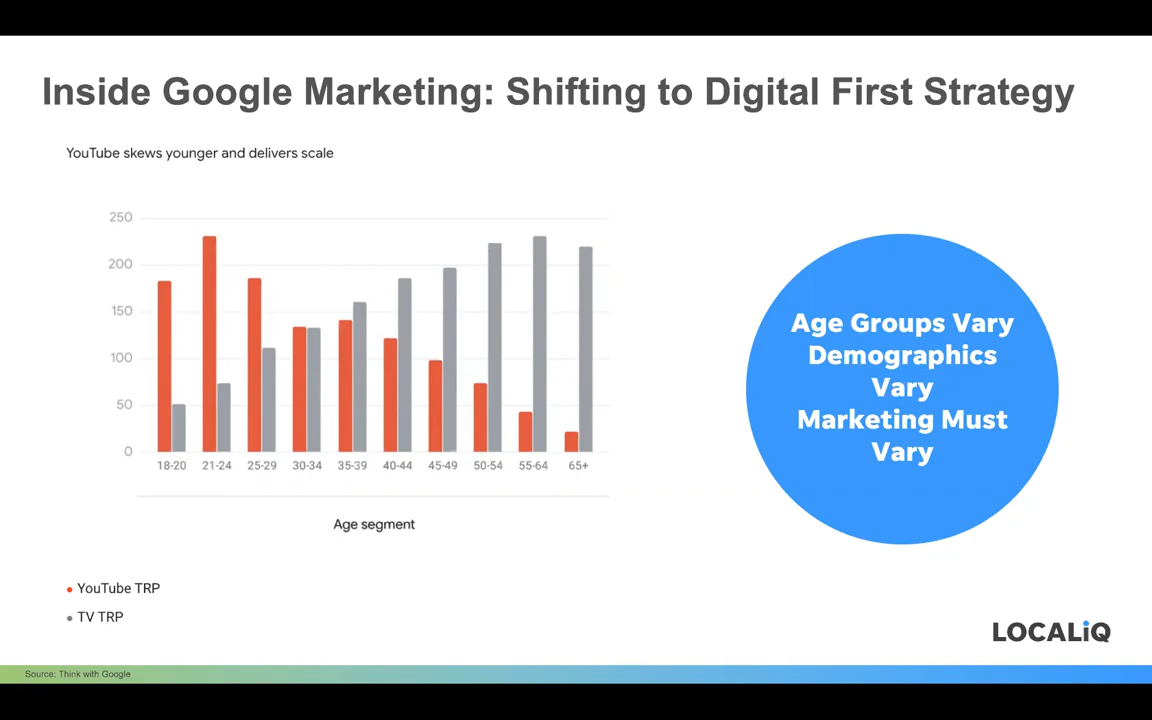 Inside Google Marketing: Shifting to Digital First Strategy
YouTube skews younger and delivers scale
250
200
150
100
50
0
18-20 21-24 25-29 30-34 35-39 40-44 45-49 50-54 55-64 65+
Age segment
YouTube TRP
TV TRP
Age Groups Vary
Demographics
Vary
Marketing Must
Vary
LOCALiQ
Source: Think with Google